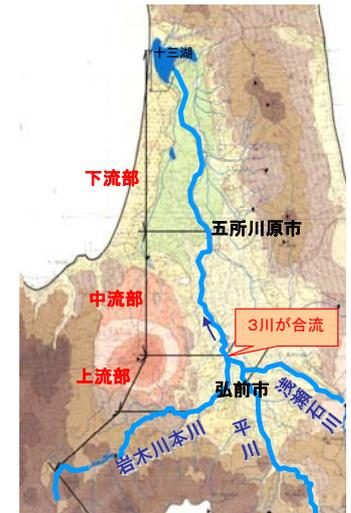 十三湖
下流部
五所川原市
中流部
3川が合流
上流部
弘前市
浅瀬石川
平川
岩木川本川